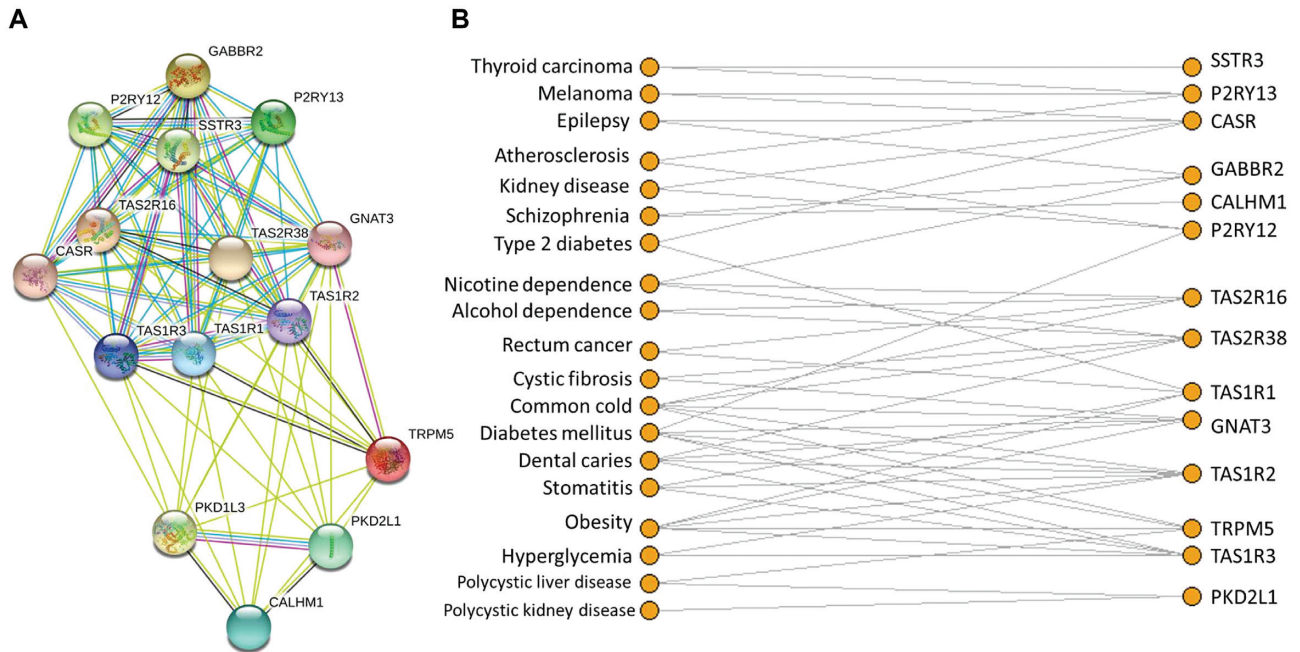 A
GABBR2
P2RY12
P2RY13
SSTR3
TAS2R16
GNAT3
TAS2R38
CASR
TAS1R2
TAS1R3
TAS1R1
TRPM5
PKD1L3
PKD2L1
CALHM1
B
Thyroid carcinoma
Melanoma
Epilepsy
Atherosclerosis
Kidney disease
Schizophrenia
Type 2 diabetes
Nicotine dependence
Alcohol dependence
Rectum cancer
Cystic fibrosis
Common cold
Diabetes mellitus
Dental caries
Stomatitis
Obesity
Hyperglycemia
Polycystic liver disease
Polycystic kidney disease
SSTR3
P2RY13
CASR
GABBR2
CALHM1
P2RY12
TAS2R16
TAS2R38
TAS1R1
GNAT3
TAS1R2
TRPM5
TAS1R3
PKD2L1